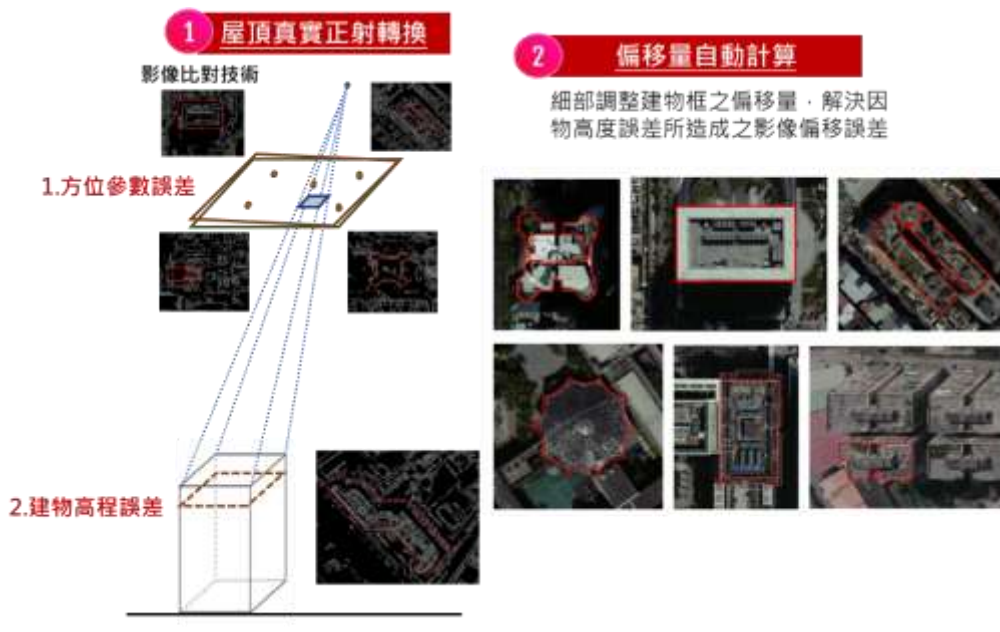 1 屋頂真實正射轉換
影像比對技術
1.方位參數誤差
2.建物高程誤差
2 偏移量自動計算
細部調整建物框之偏移量，解決因
物高度誤差所造成之影像偏移誤差